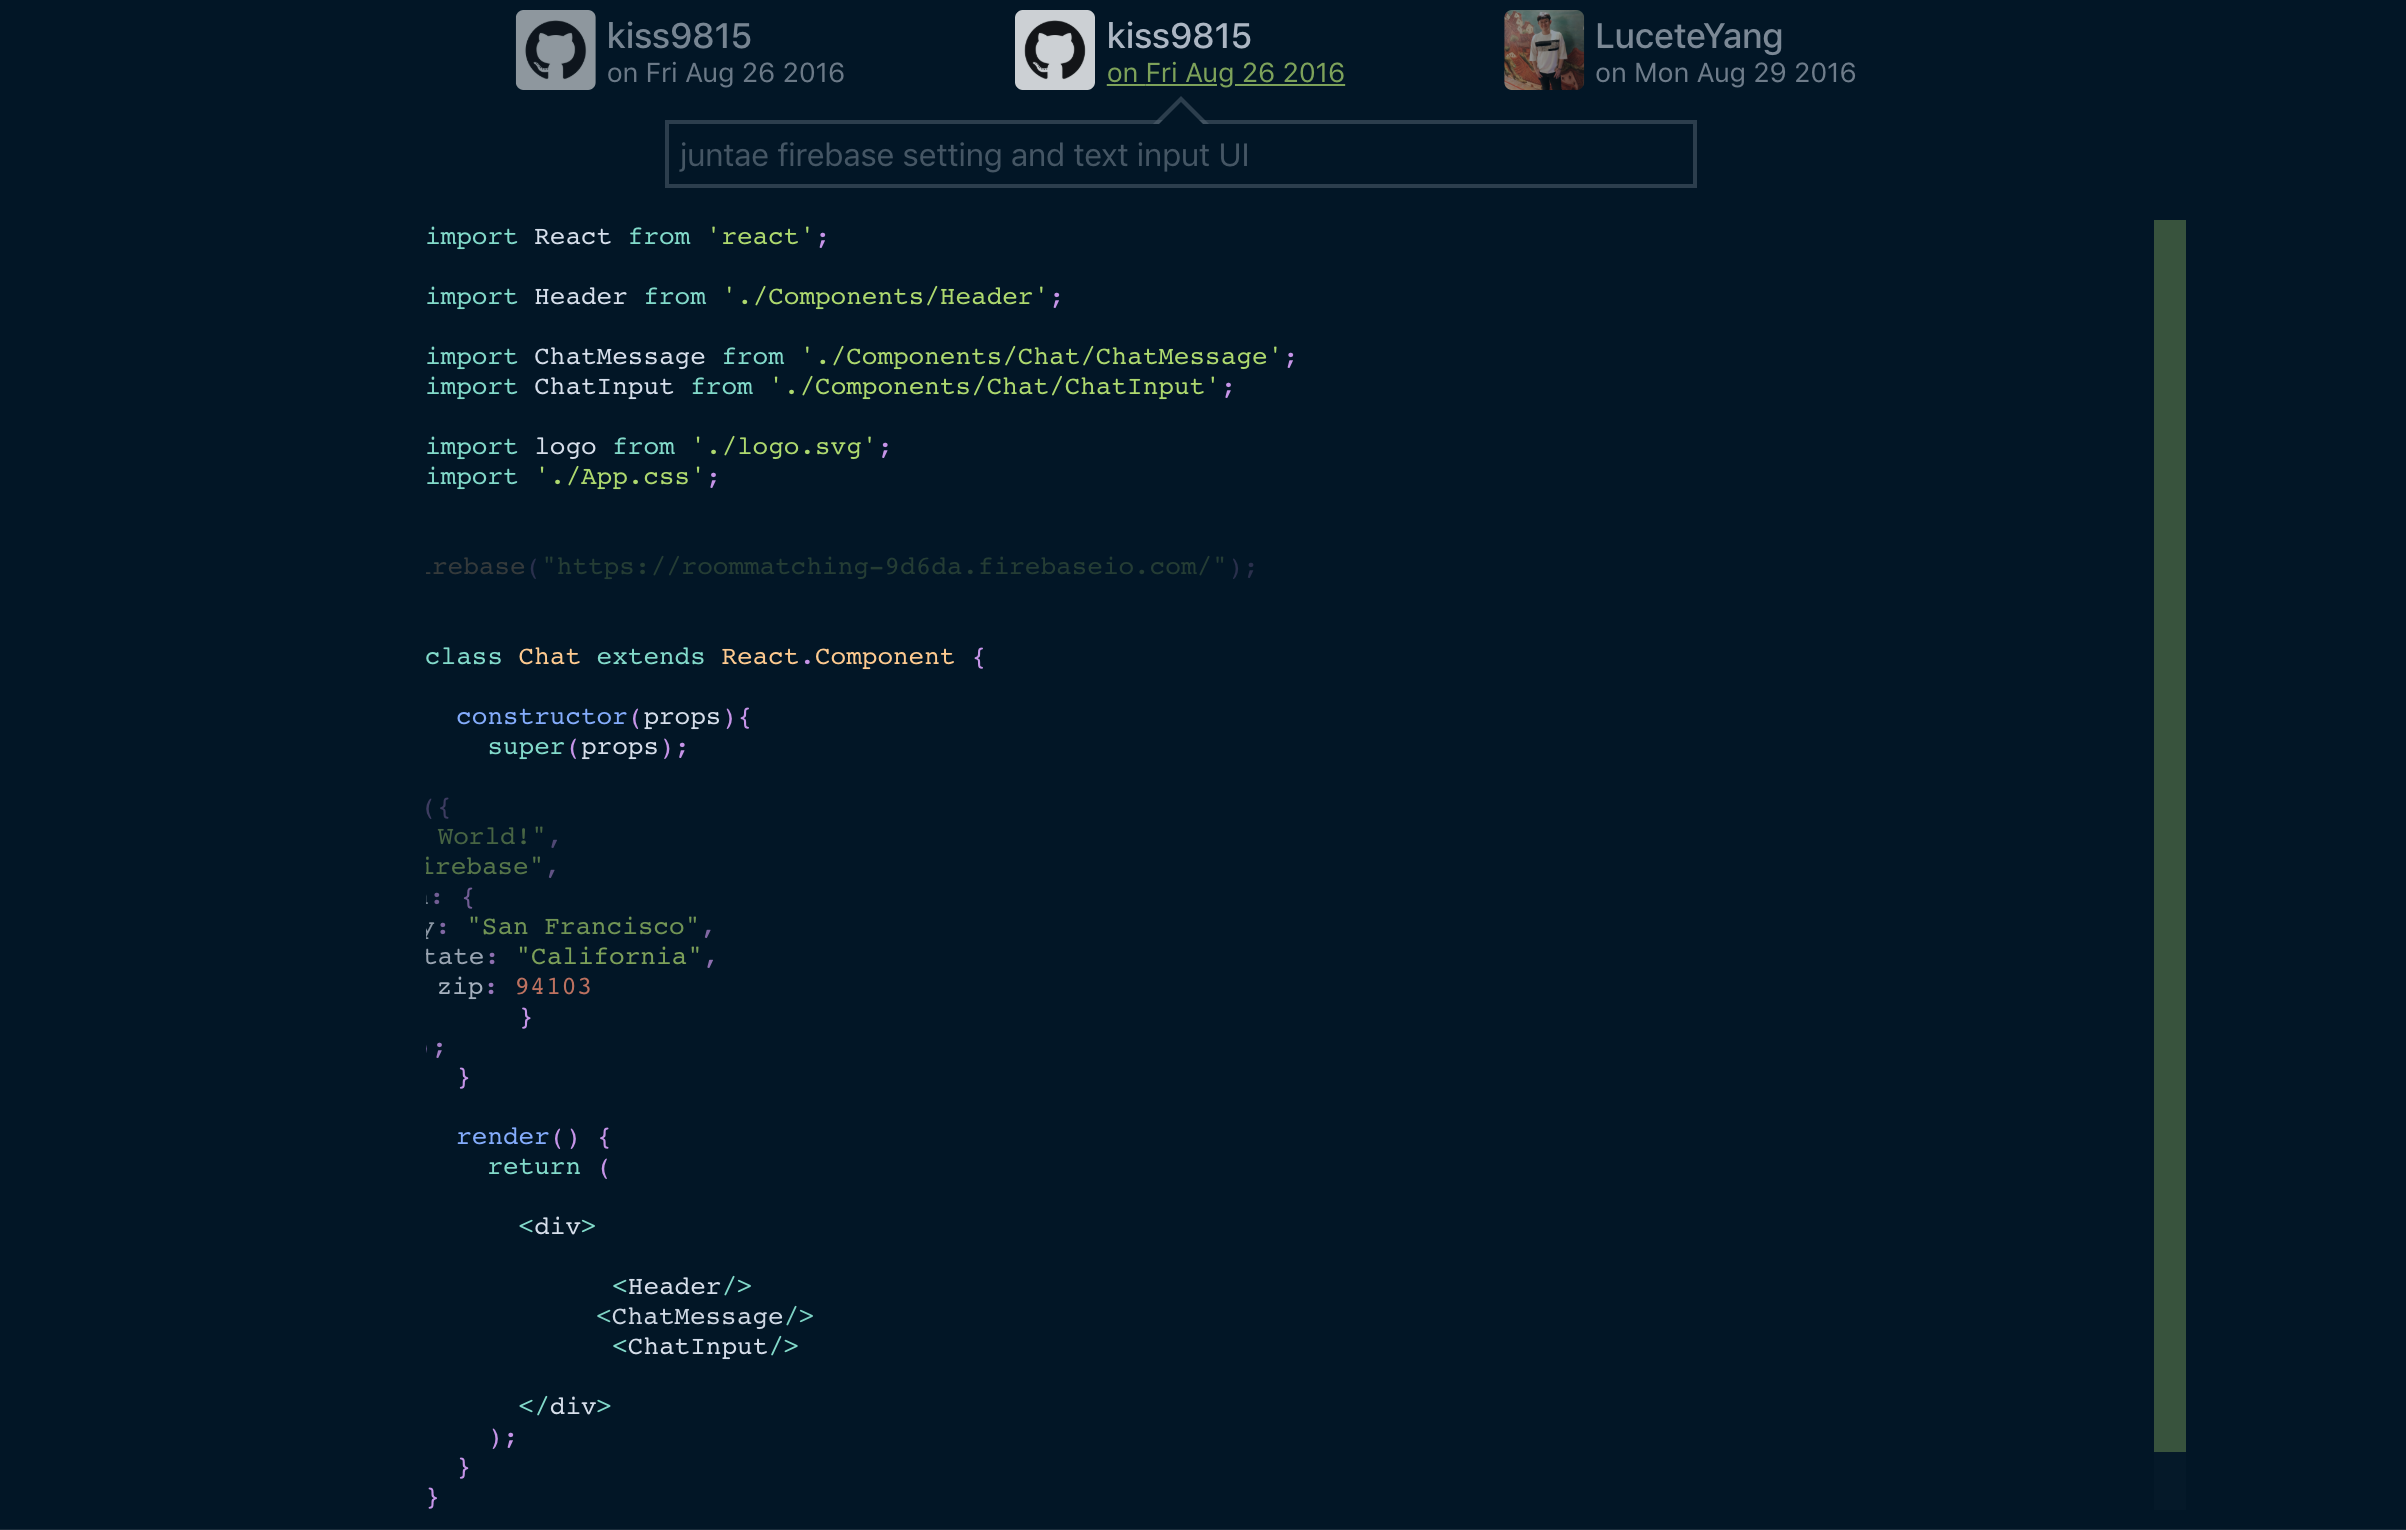 kiss9815
on Fri Aug 26 2016
kiss9815
on Fri Aug 26 2016
LuceteYang
on Mon Aug 29 2016
juntae firebase setting and text input UI
import React from 'react';
import Header from './Components/Header';
import ChatMessage from './Components/Chat/ChatMessage';
import ChatInput from './Components/Chat/ChatInput';
import logo from './logo.svg';
import './App.css';
rebase("https://roommatching-9d6da.firebaseio.com/");
class Chat extends React.Component {
constructor(props){
super(props);
({
World!",
irebase",
: {
y: "San Francisco",
tate: "California",
zip: 94103
}
;
}
render() {
return (
<div>
<Header/>
<ChatMessage/>
<ChatInput/>
</div>
);
}
}